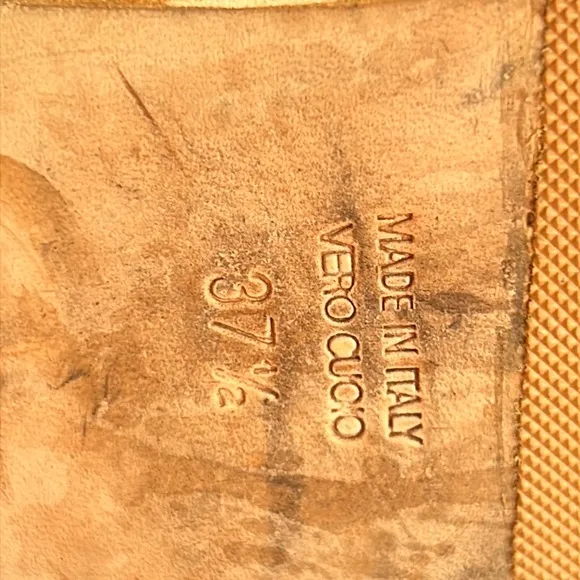 MADE IN ITALY
VERO CUOIO
37 ½